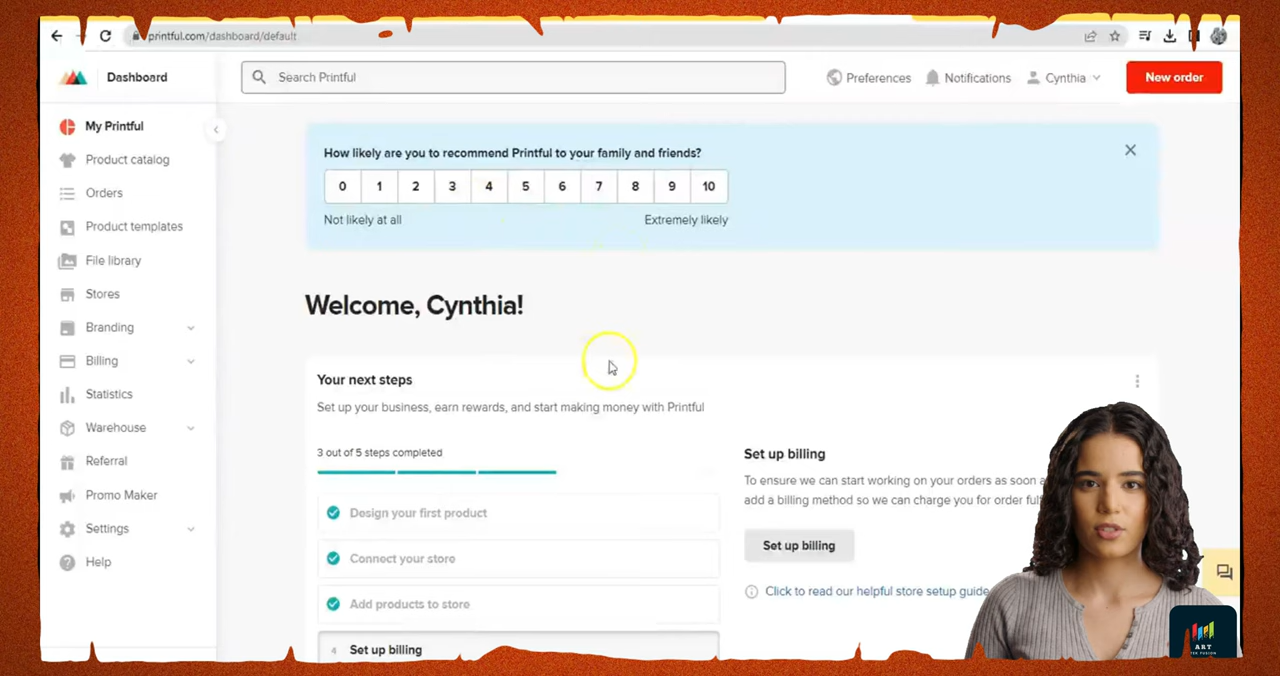 printful.com/dashboard/default
Dashboard
Search Printful
Preferences
Notifications
Cynthia
New order
My Printful
Product catalog
Orders
Product templates
File library
Stores
Branding
Billing
Statistics
Warehouse
Referral
Promo Maker
Settings
Help
How likely are you to recommend Printful to your family and friends?
0 1 2 3 4 5 6 7 8 9 10
Not likely at all Extremely likely
Welcome, Cynthia!
Your next steps
Set up your business, earn rewards, and start making money with Printful
3 out of 5 steps completed
Design your first product
Connect your store
Add products to store
4 Set up billing
Set up billing
To ensure we can start working on your orders as soon a
add a billing method so we can charge you for order ful
Set up billing
Click to read our helpful store setup guide
ART